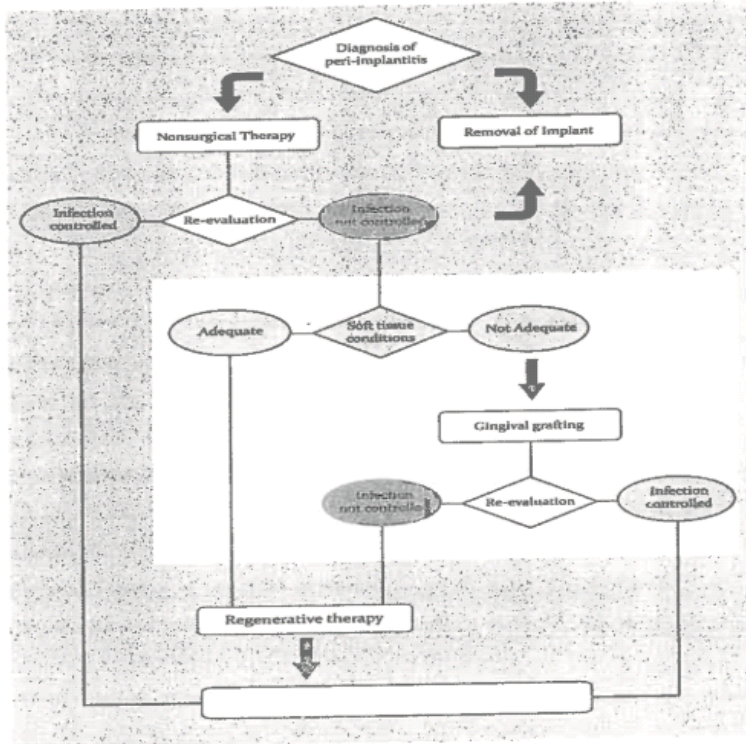 Diagnosis of
peri-implantitis
Nonsurgical Therapy
Removal of Implant
Infection
controlled
Re-evaluation
Infection
not controlled
Adequate
Soft tissue
conditions
Not Adequate
Gingival grafting
Infection
not controlled
Re-evaluation
Infection
controlled
Regenerative therapy